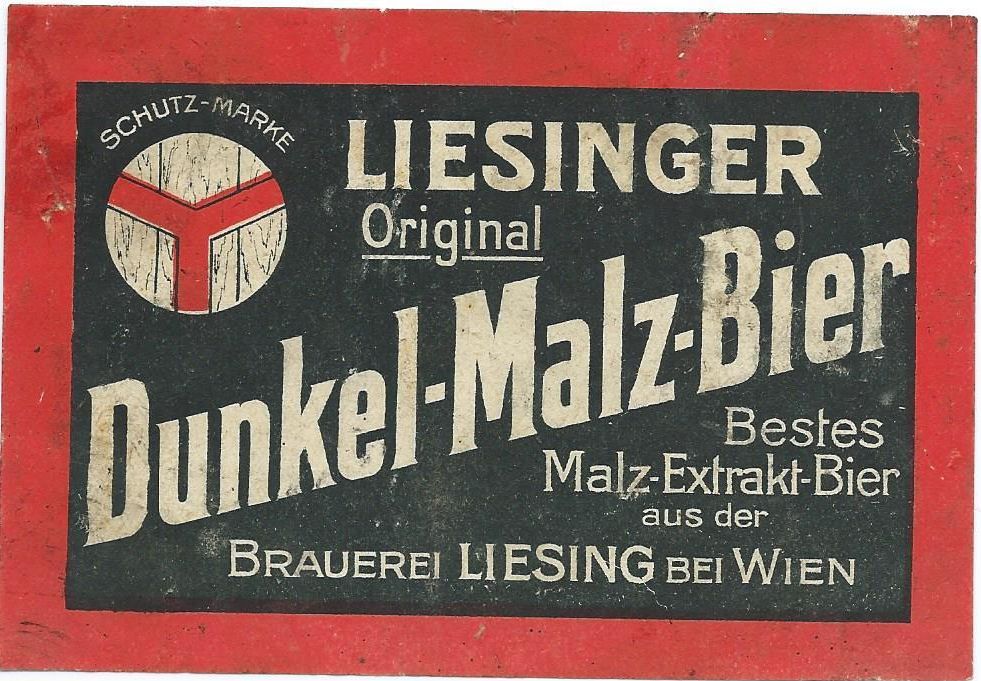 SCHUTZ-MARKE
LIESINGER
Original
Dunkel-Malz-Bier
Bestes
Malz-Extrakt-Bier
aus der
BRAUEREI LIESING BEI WIEN